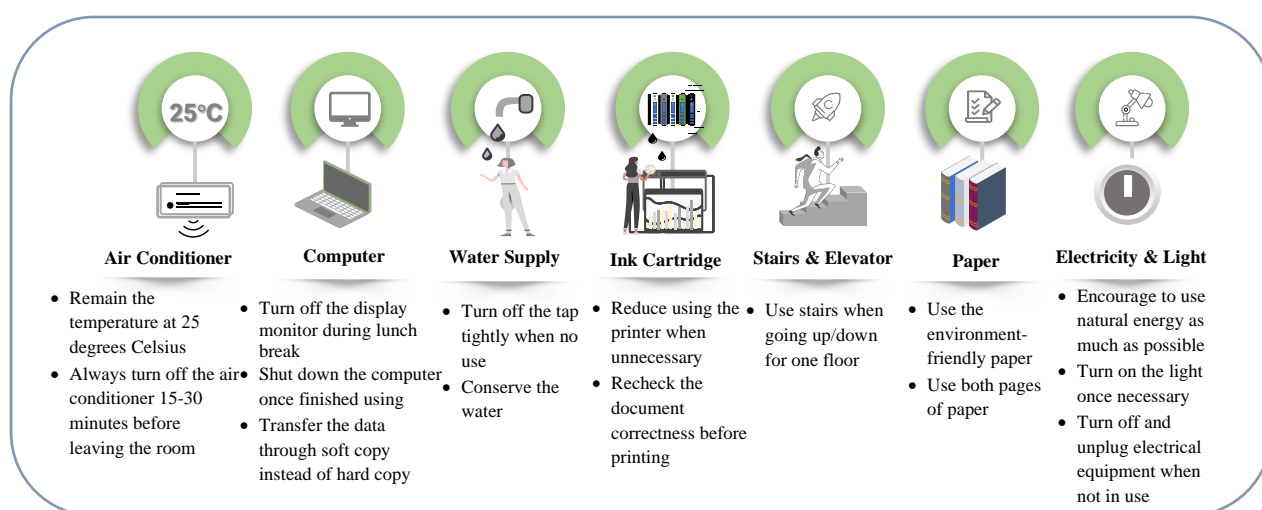 25°C
Air Conditioner
• Remain the
temperature at 25
degrees Celsius
• Always turn off the air
conditioner 15-30
minutes before
leaving the room
Computer
• Turn off the display
monitor during lunch
break
• Shut down the computer
once finished using
• Transfer the data
through soft copy
instead of hard copy
Water Supply
• Turn off the tap
tightly when no
use
• Conserve the
water
Ink Cartridge
• Reduce using the
printer when
unnecessary
• Recheck the
document
correctness before
printing
Stairs & Elevator
• Use stairs when
going up/down
for one floor
Paper
• Use the
environment-
friendly paper
• Use both pages
of paper
Electricity & Light
• Encourage to use
natural energy as
much as possible
• Turn on the light
once necessary
• Turn off and
unplug electrical
equipment when
not in use